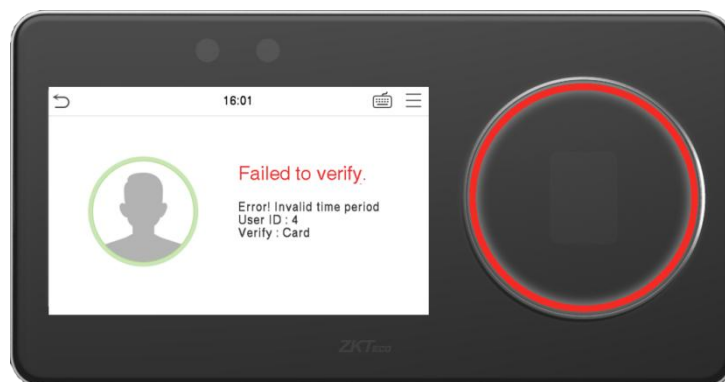 16:01
Failed to verify.
Error! Invalid time period
User ID : 4
Verify : Card
ZKTeco